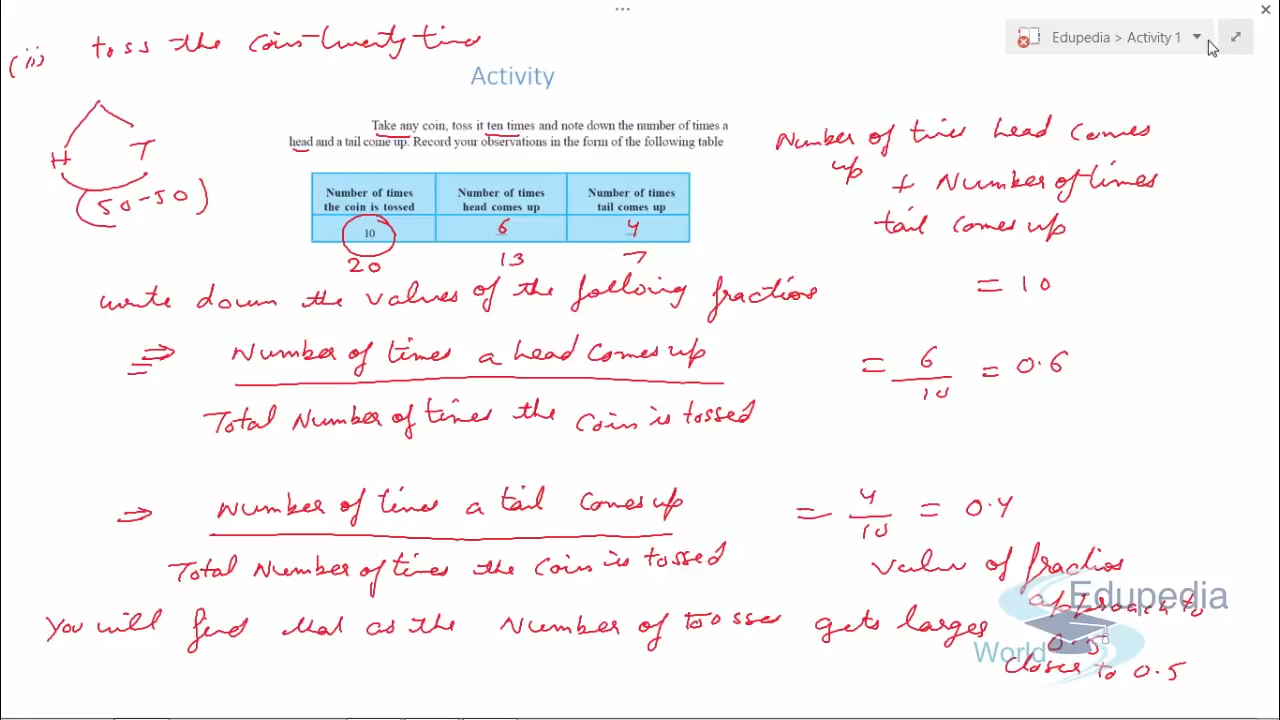 ...
Edupedia > Activity 1
(ii) toss the coin-twenty time
Activity
Take any coin, toss it ten times and note down the number of times a
head and a tail come up. Record your observations in the form of the following table
H T
(50-50)
Number of times the coin is tossed
Number of times head comes up
Number of times tail comes up
10 6 4
20 13 7
Number of times head comes
up + Number of times
tail comes up
= 10
write down the values of the following fractions
⇒ Number of times a head comes up
Total Number of times the coin is tossed
= 6/10 = 0.6
⇒ Number of times a tail comes up
Total Number of times the coin is tossed
= 4/10 = 0.4
value of fractios
approach to
0.5
You will find that as the Number of tosses gets larger
closer to 0.5
Edupedia
World